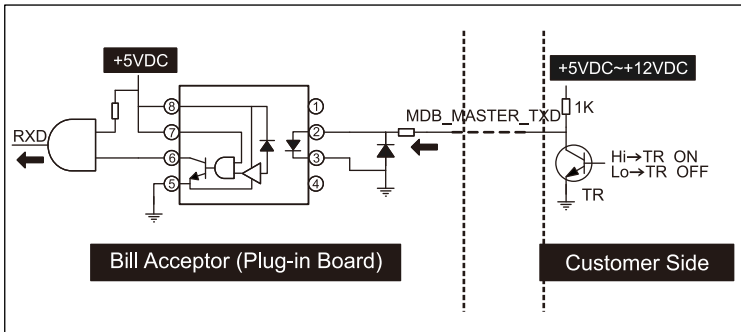 +5VDC
+5VDC~+12VDC
⑧
①
MDB_MASTER_TXD
1K
RXD
⑦
②
⑥
③
Hi→TR ON
Lo→TR OFF
⑤
④
TR
Bill Acceptor (Plug-in Board)
Customer Side